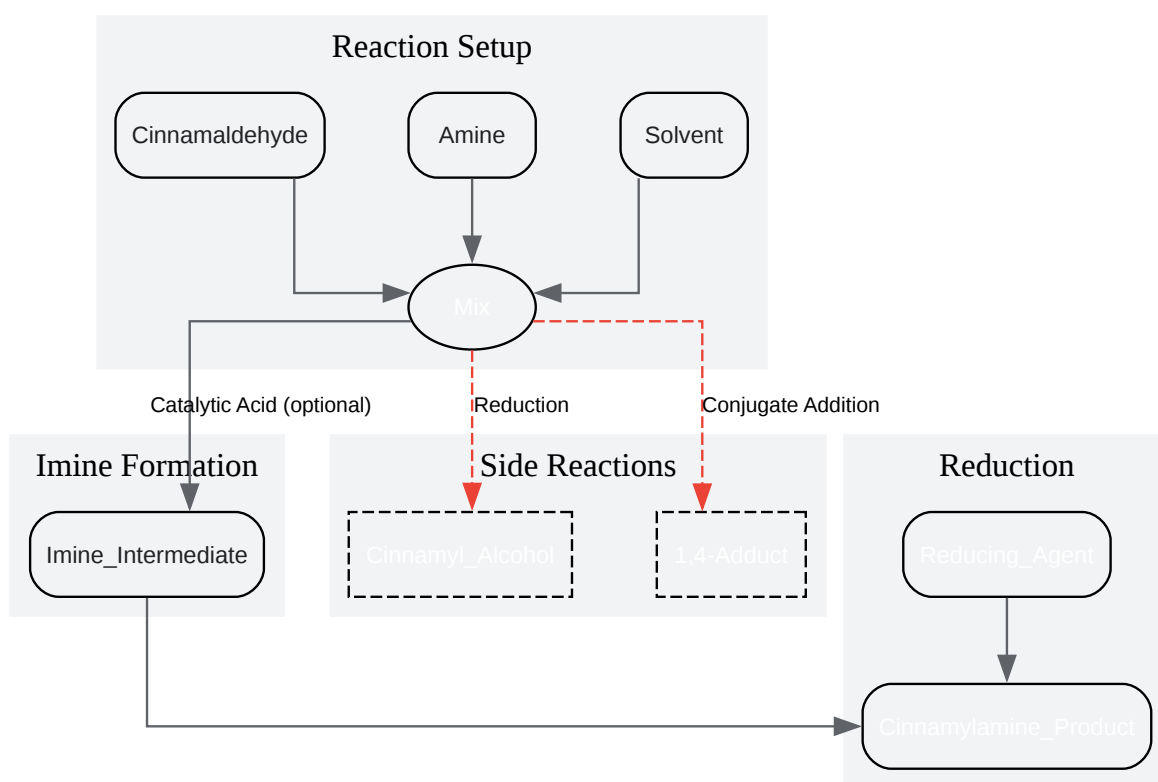 Reaction Setup
Cinnamaldehyde
Amine
Solvent
Mix
Catalytic Acid (optional)
Reduction
Conjugate Addition
Imine Formation
Side Reactions
Reduction
Imine_Intermediate
Cinnamyl_Alcohol
1,4-Adduct
Reducing_Agent
Cinnamylamine_Product